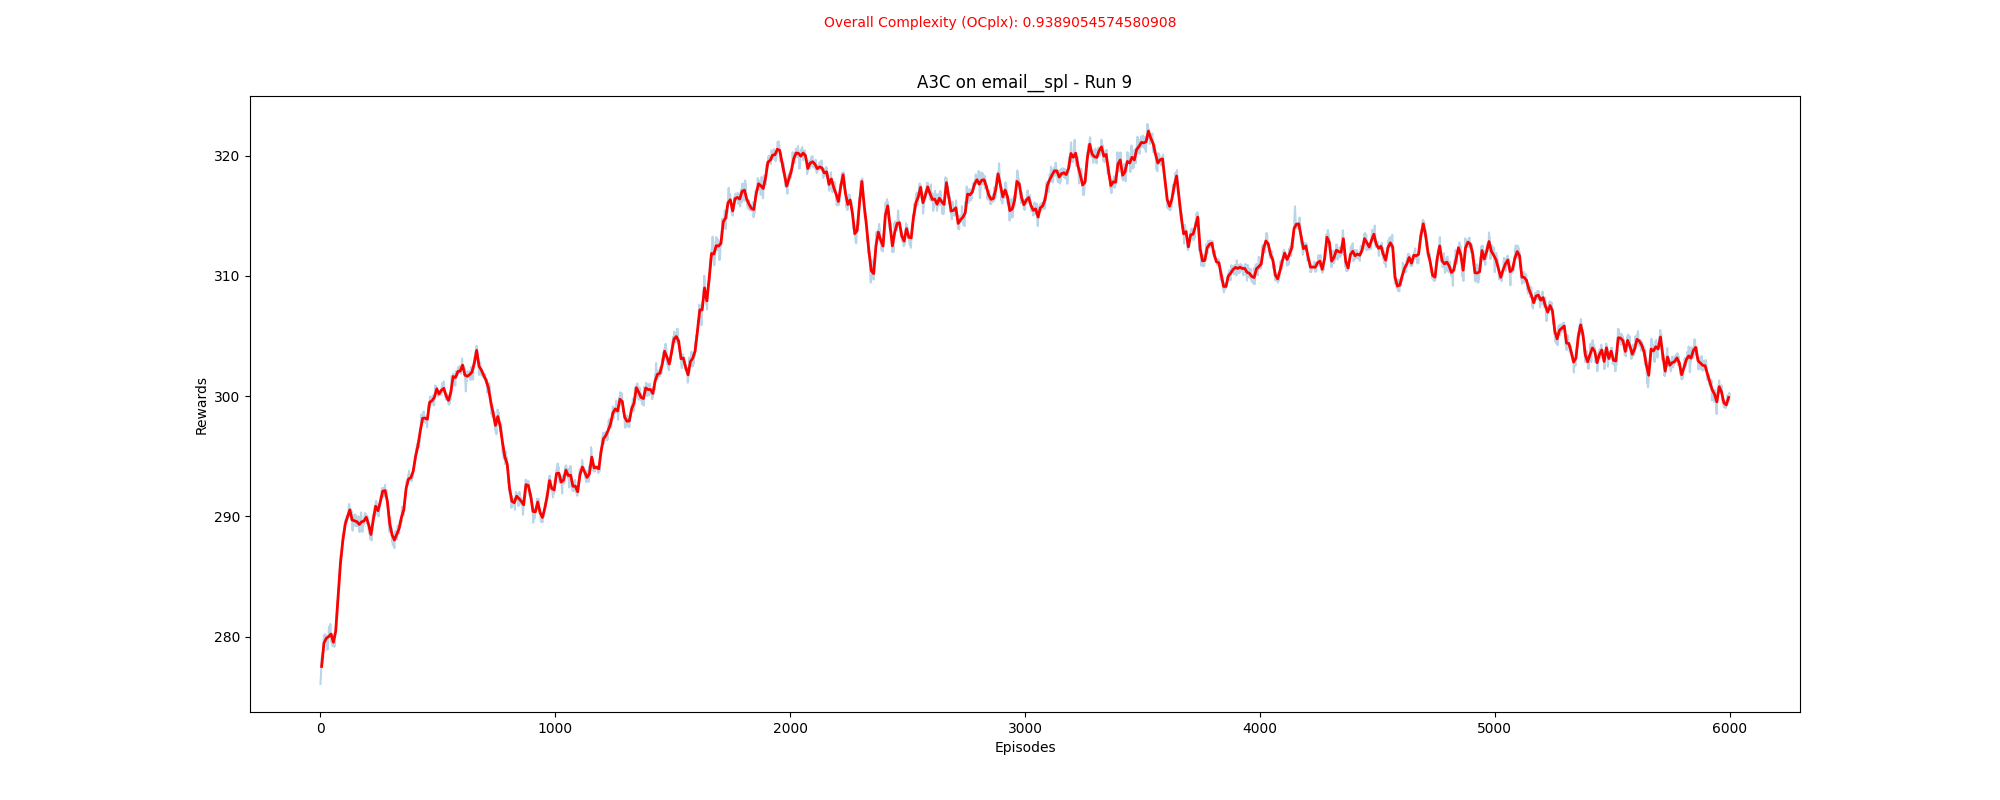 Overall Complexity (OCplx): 0.9389054574580908
A3C on email__spl - Run 9
320
310
300
290
280
Rewards
0 1000 2000 3000 4000 5000 6000
Episodes